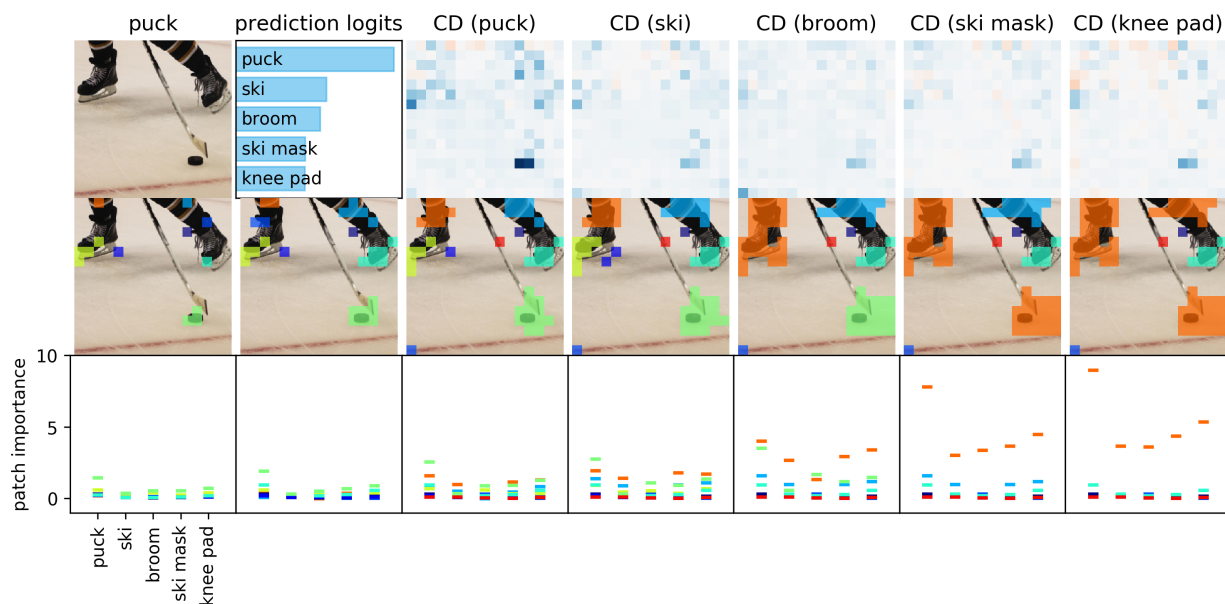 puck
prediction logits
CD (puck)
CD (ski)
CD (broom)
CD (ski mask)
CD (knee pad)
puck
ski
broom
ski mask
knee pad
10
5
0
patch importance
puck
ski
broom
ski mask
knee pad